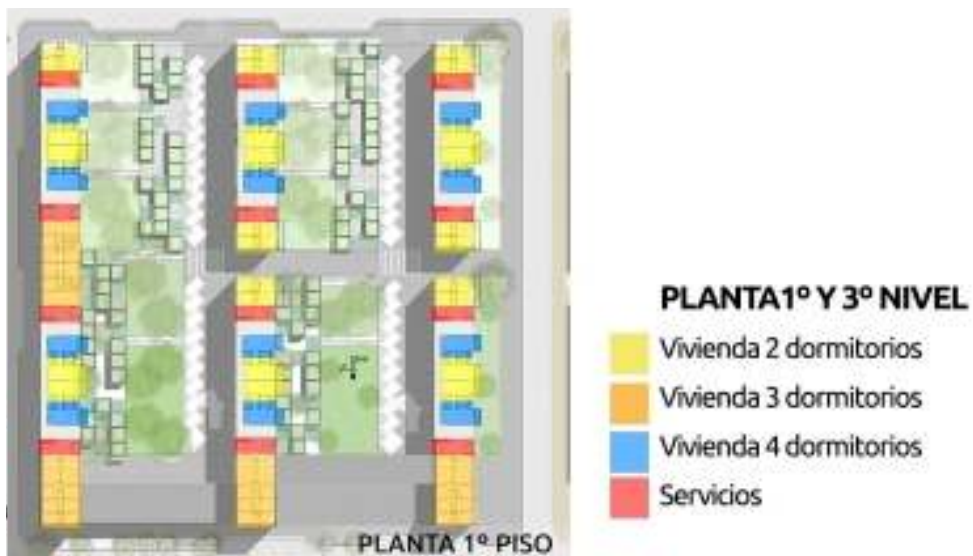 PLANTA1º Y 3º NIVEL
Vivienda 2 dormitorios
Vivienda 3 dormitorios
Vivienda 4 dormitorios
Servicios
PLANTA 1º PISO